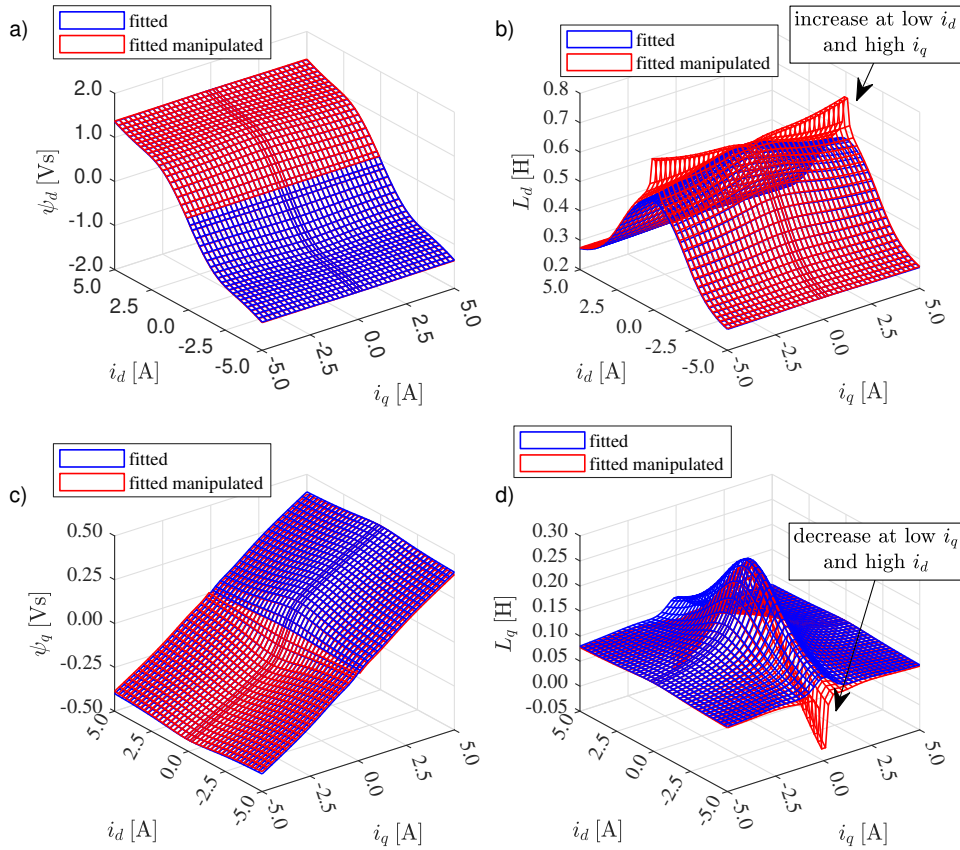 a)
fitted
fitted manipulated
ψd [Vs]
2.0
1.0
0.0
-1.0
-2.0
5.0
2.5
0.0
-2.5
-5.0
id [A]
-5.0
-2.5
0.0
2.5
5.0
iq [A]
b)
fitted
fitted manipulated
increase at low id
and high iq
Ld [H]
0.8
0.7
0.6
0.5
0.4
0.3
0.2
5.0
2.5
0.0
-2.5
-5.0
id [A]
-5.0
-2.5
0.0
2.5
5.0
iq [A]
c)
fitted
fitted manipulated
ψq [Vs]
0.50
0.25
0.00
-0.25
-0.50
5.0
2.5
0.0
-2.5
-5.0
id [A]
-5.0
-2.5
0.0
2.5
5.0
iq [A]
d)
fitted
fitted manipulated
decrease at low iq
and high id
Lq [H]
0.30
0.25
0.20
0.15
0.10
0.05
0.00
-0.05
5.0
2.5
0.0
-2.5
-5.0
id [A]
-5.0
-2.5
0.0
2.5
5.0
iq [A]